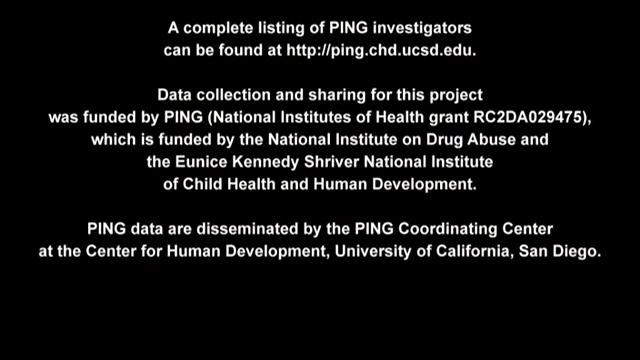 A complete listing of PING investigators
can be found at http://ping.chd.ucsd.edu.
Data collection and sharing for this project
was funded by PING (National Institutes of Health grant RC2DA029475),
which is funded by the National Institute on Drug Abuse and
the Eunice Kennedy Shriver National Institute
of Child Health and Human Development.
PING data are disseminated by the PING Coordinating Center
at the Center for Human Development, University of California, San Diego.